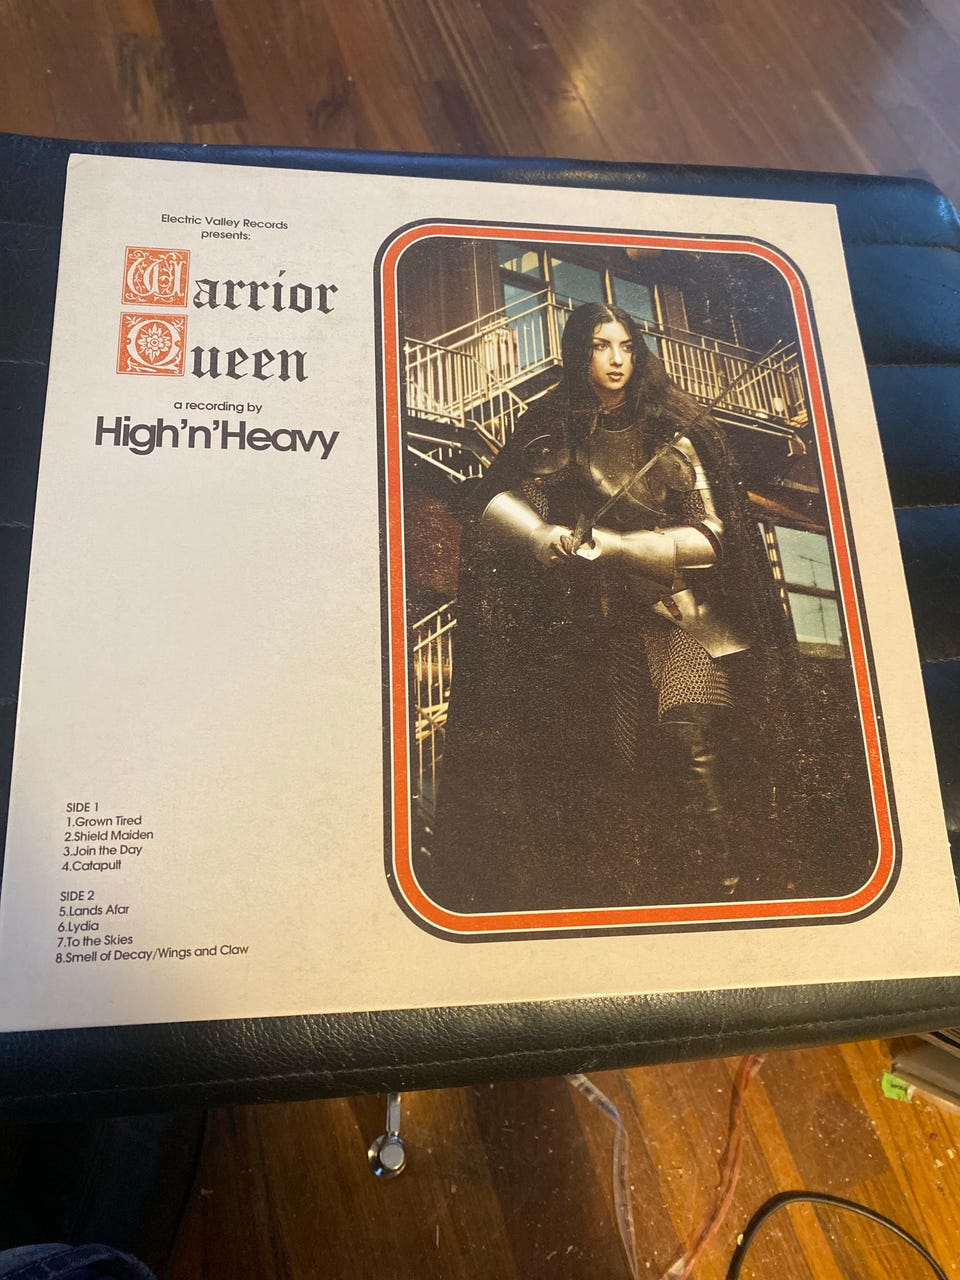 Electric Valley Records
presents:
Warrior
Queen
a recording by
High'n'Heavy
SIDE 1
1.Grown Tired
2.Shield Maiden
3.Join the Day
4.Catapult
SIDE 2
5.Lands Afar
6.Lydia
7.To the Skies
8.Smell of Decay/Wings and Claw